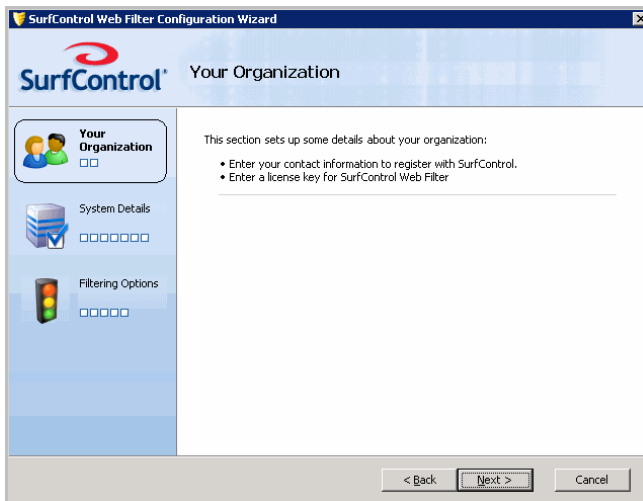 SurfControl Web Filter Configuration Wizard
SurfControl
Your Organization
Your
Organization
System Details
Filtering Options
This section sets up some details about your organization:
• Enter your contact information to register with SurfControl.
• Enter a license key for SurfControl Web Filter
< Back
Next >
Cancel